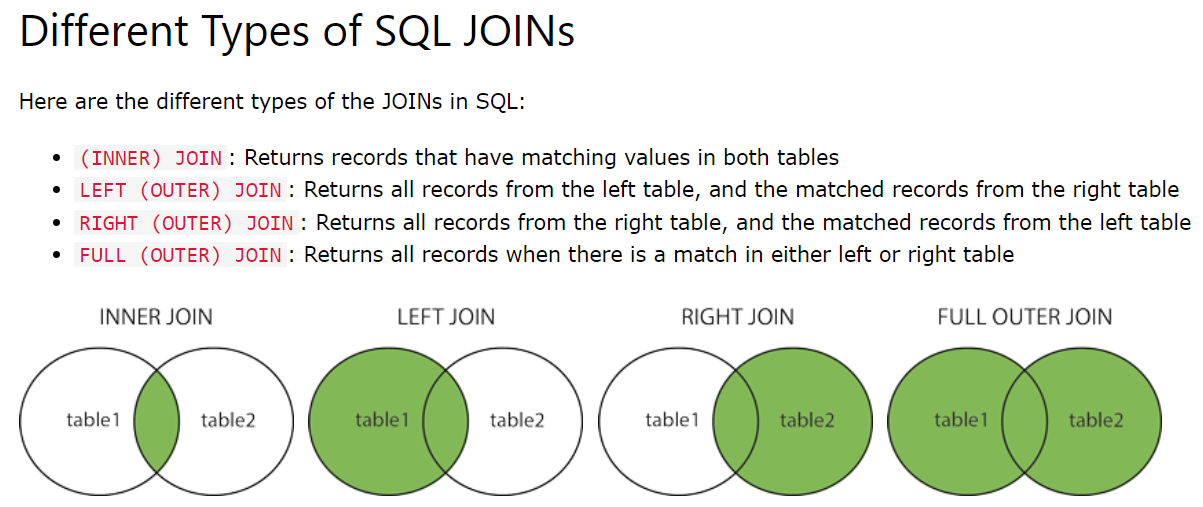 Different Types of SQL JOINs
Here are the different types of the JOINs in SQL:
• (INNER) JOIN: Returns records that have matching values in both tables
• LEFT (OUTER) JOIN: Returns all records from the left table, and the matched records from the right table
• RIGHT (OUTER) JOIN: Returns all records from the right table, and the matched records from the left table
• FULL (OUTER) JOIN: Returns all records when there is a match in either left or right table
INNER JOIN
table1
table2
LEFT JOIN
table1
table2
RIGHT JOIN
table1
table2
FULL OUTER JOIN
table1
table2